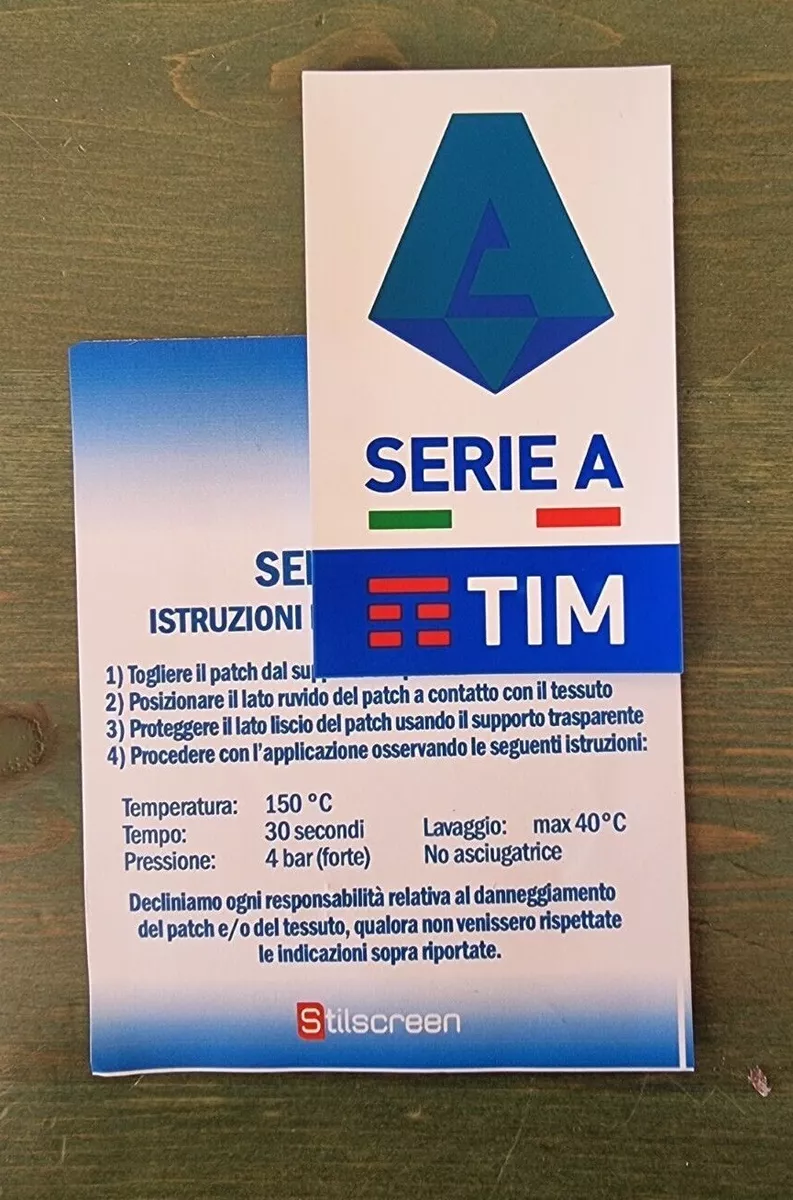 SERIE A
TIM
ISTRUZIONI
1) Togliere il patch dal
2) Posizionare il lato ruvido del patch a contatto con il tessuto
3) Proteggere il lato liscio del patch usando il supporto trasparente
4) Procedere con l'applicazione osservando le seguenti istruzioni:
Temperatura: 150 °C
Tempo: 30 secondi Lavaggio: max 40°C
Pressione: 4 bar (forte) No asciugatrice
Decliniamo ogni responsabilità relativa al danneggiamento
del patch e/o del tessuto, qualora non venissero rispettate
le indicazioni sopra riportate.
Stilscreen